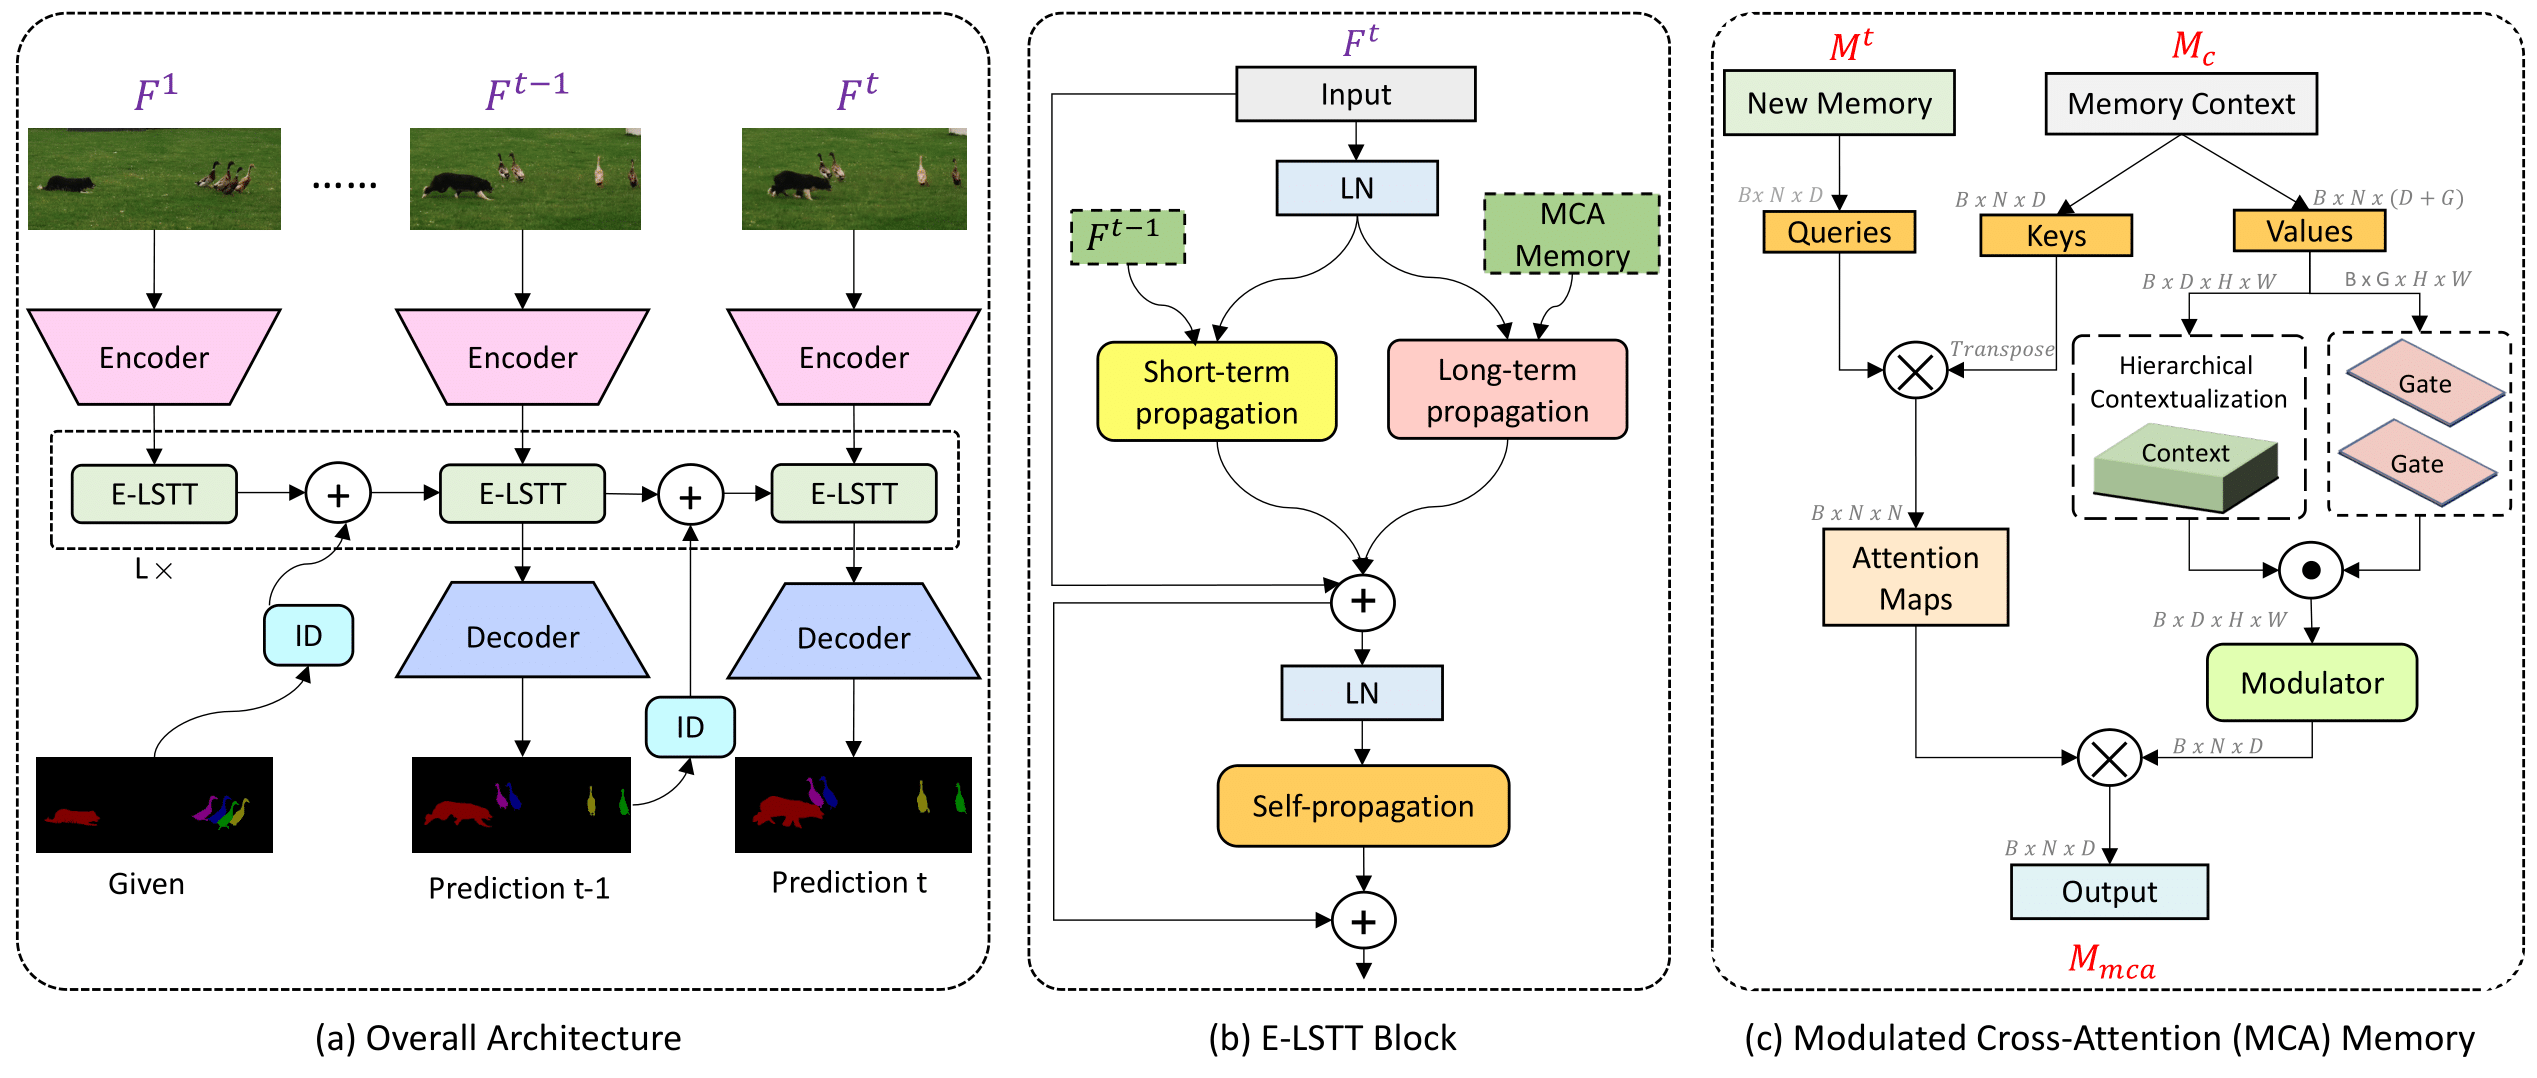 F^1
F^{t-1}
F^t
......
Encoder
Encoder
Encoder
E-LSTT
+
E-LSTT
+
E-LSTT
L ×
ID
Decoder
Decoder
ID
Given
Prediction t-1
Prediction t
(a) Overall Architecture
F^t
Input
LN
F^{t-1}
MCA
Memory
Short-term
propagation
Long-term
propagation
+
LN
Self-propagation
+
(b) E-LSTT Block
M^t
M_c
New Memory
Memory Context
Bx N x D
B x N x D
B x N x (D + G)
Queries
Keys
Values
B x D x H x W
B x G x H x W
Transpose
Hierarchical
Contextualization
Context
Gate
Gate
B x N x N
Attention
Maps
B x D x H x W
Modulator
B x N x D
B x N x D
Output
M_{mca}
(c) Modulated Cross-Attention (MCA) Memory